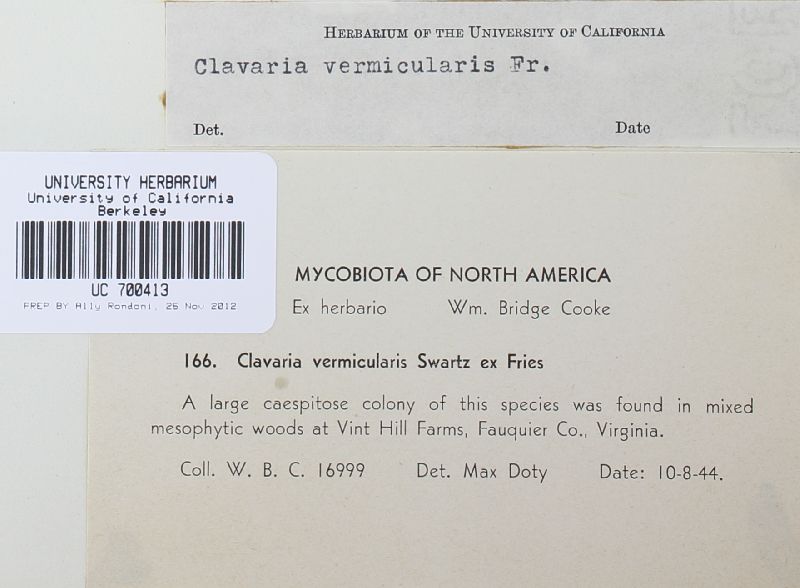 HERBARIUM OF THE UNIVERSITY OF CALIFORNIA
Clavaria vermicularis Fr.
Det. Date
UNIVERSITY HERBARIUM
University of California
Berkeley
UC 700413
PREP BY Ally Rondoni, 26 Nov 2012
MYCOBIOTA OF NORTH AMERICA
Ex herbario Wm. Bridge Cooke
166. Clavaria vermicularis Swartz ex Fries
A large caespitose colony of this species was found in mixed
mesophytic woods at Vint Hill Farms, Fauquier Co., Virginia.
Coll. W. B. C. 16999 Det. Max Doty Date: 10-8-44.